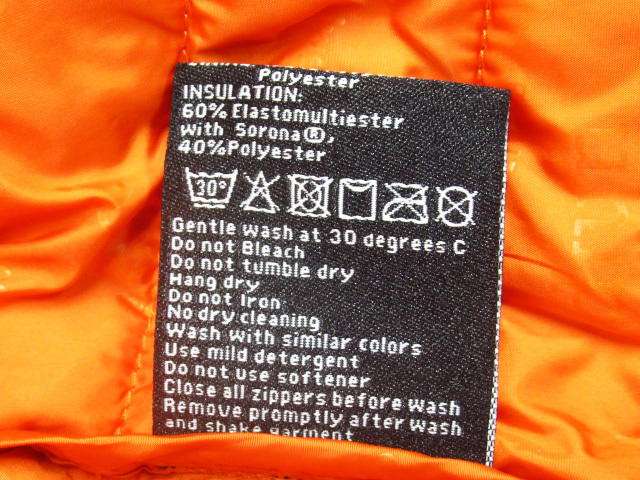 Polyester
INSULATION:
60% Elastomultiester
with Sorona®,
40%Polyester
30°
Gentle wash at 30 degrees C
Do not Bleach
Do not tumble dry
Hang dry
Do not Iron
No dry cleaning
Wash with similar colors
Use mild detergent
Do not use softener
Close all zippers before wash
Remove promptly after wash
and shake garment